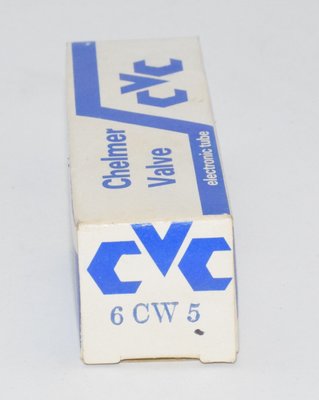 CVC
Chelmer
Valve
electronic tube
CVC
6 CW 5